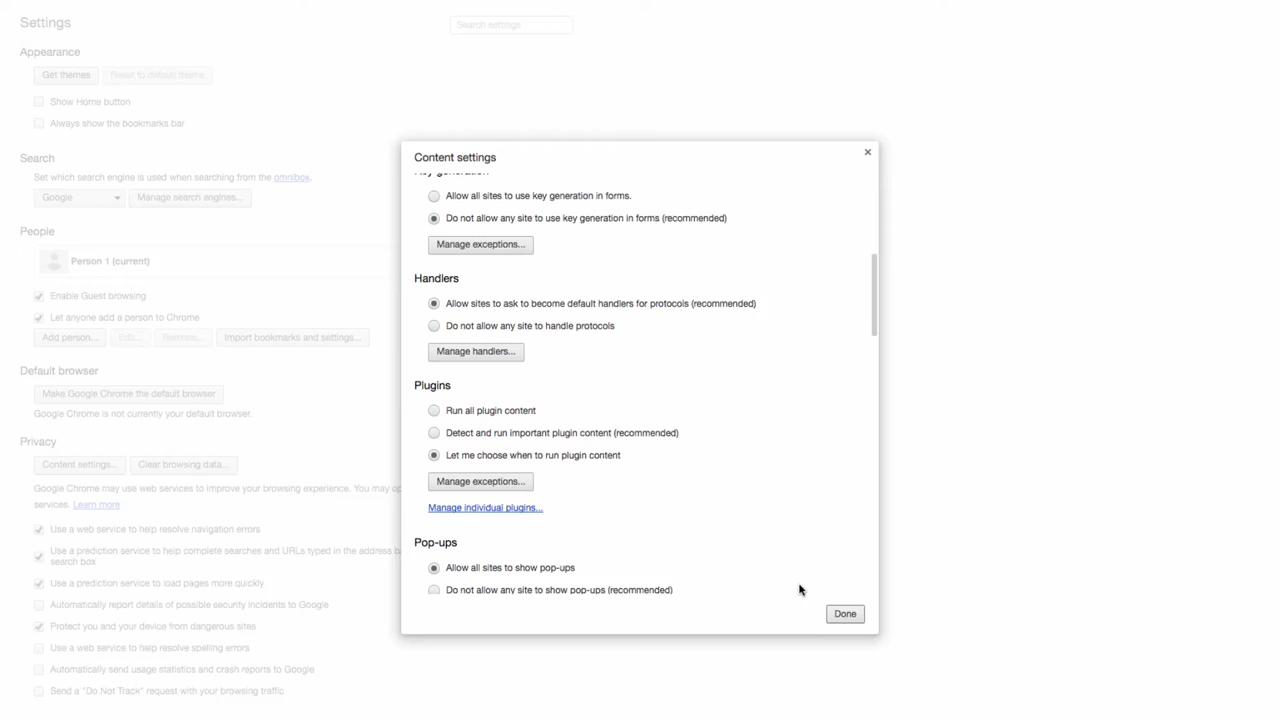 Settings
Search settings
Appearance
Get themes
Reset to default theme
Show Home button
Always show the bookmarks bar
Search
Set which search engine is used when searching from the omnibox.
Google
Manage search engines...
People
Person 1 (current)
Enable Guest browsing
Let anyone add a person to Chrome
Add person...
Edit...
Remove...
Import bookmarks and settings...
Default browser
Make Google Chrome the default browser
Google Chrome is not currently your default browser.
Privacy
Content settings...
Clear browsing data...
Google Chrome may use web services to improve your browsing experience. You may op
services. Learn more
Use a web service to help resolve navigation errors
Use a prediction service to help complete searches and URLs typed in the address ba
search box
Use a prediction service to load pages more quickly
Automatically report details of possible security incidents to Google
Protect you and your device from dangerous sites
Use a web service to help resolve spelling errors
Automatically send usage statistics and crash reports to Google
Send a "Do Not Track" request with your browsing traffic
Content settings
×
Key generation
Allow all sites to use key generation in forms.
Do not allow any site to use key generation in forms (recommended)
Manage exceptions...
Handlers
Allow sites to ask to become default handlers for protocols (recommended)
Do not allow any site to handle protocols
Manage handlers...
Plugins
Run all plugin content
Detect and run important plugin content (recommended)
Let me choose when to run plugin content
Manage exceptions...
Manage individual plugins...
Pop-ups
Allow all sites to show pop-ups
Do not allow any site to show pop-ups (recommended)
Done